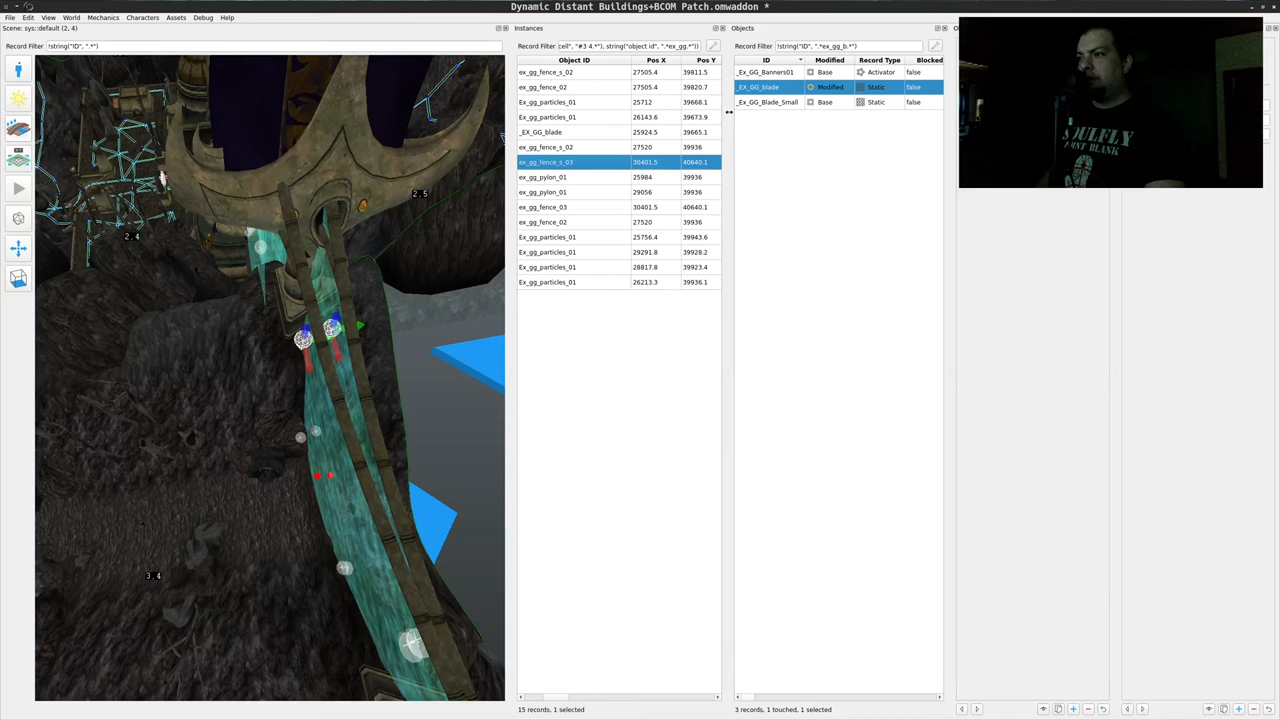 Dynamic Distant Buildings+BCOM Patch.omwaddon *
File Edit View World Mechanics Characters Assets Debug Help
Scene: sys::default (2, 4)
Record Filter !string("ID", ".*")
2, 4
2, 5
3, 4
Instances
Record Filter cell", "#3 4.*"), string("object id", ".*ex_gg.*"))
Object ID Pos X Pos Y
ex_gg_fence_s_02 27505.4 39811.5
ex_gg_fence_02 27505.4 39820.7
ex_gg_particles_01 25712 39668.1
Ex_gg_particles_01 26143.6 39673.9
_EX_GG_blade 25924.5 39665.1
ex_gg_fence_s_02 27520 39936
ex_gg_fence_s_03 30401.5 40640.1
ex_gg_pylon_01 25984 39936
ex_gg_pylon_01 29056 39936
ex_gg_fence_03 30401.5 40640.1
ex_gg_fence_02 27520 39936
Ex_gg_particles_01 25756.4 39943.6
Ex_gg_particles_01 29291.8 39928.2
Ex_gg_particles_01 28817.8 39923.4
Ex_gg_particles_01 26213.3 39936.1
15 records, 1 selected
Objects
Record Filter !string("ID", ".*ex_gg_b.*")
ID Modified Record Type Blocked
_Ex_GG_Banners01 Base Activator false
_EX_GG_blade Modified Static false
_Ex_GG_Blade_Small Base Static false
3 records, 1 touched, 1 selected
SOULFLY
POINT BLANK